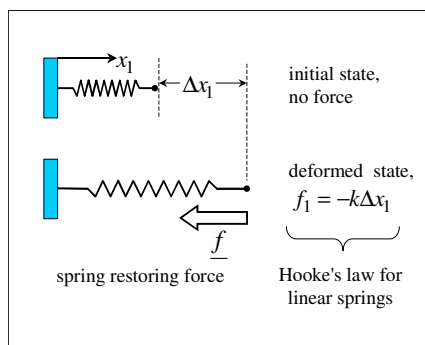 x₁
Δx₁
initial state,
no force
deformed state,
f₁ = −kΔx₁
f
spring restoring force
Hooke's law for
linear springs